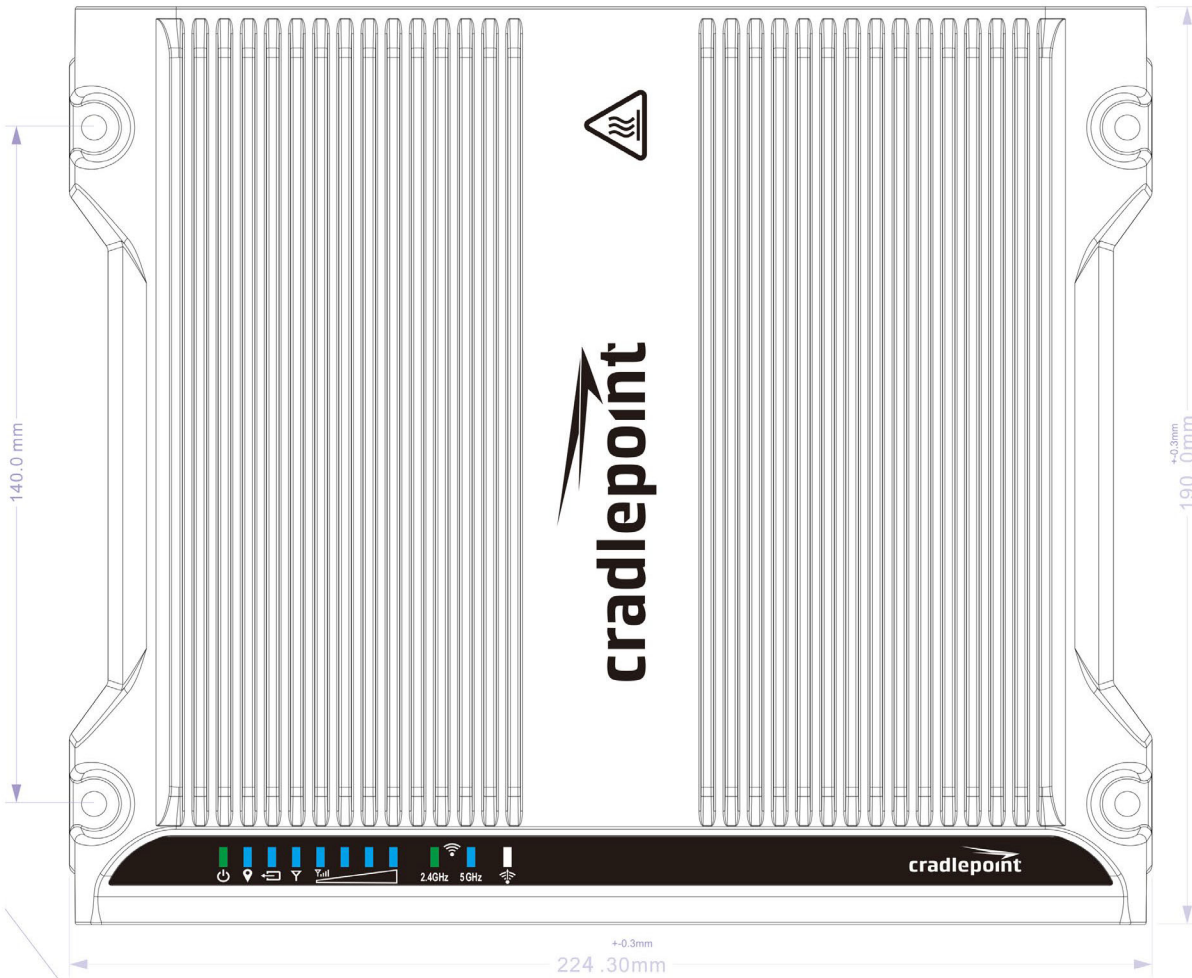 140.0 mm
cradlepoint
+-0.3mm
190 .0mm
cradlepoint
2.4GHz 5 GHz
+-0.3mm
224 .30mm